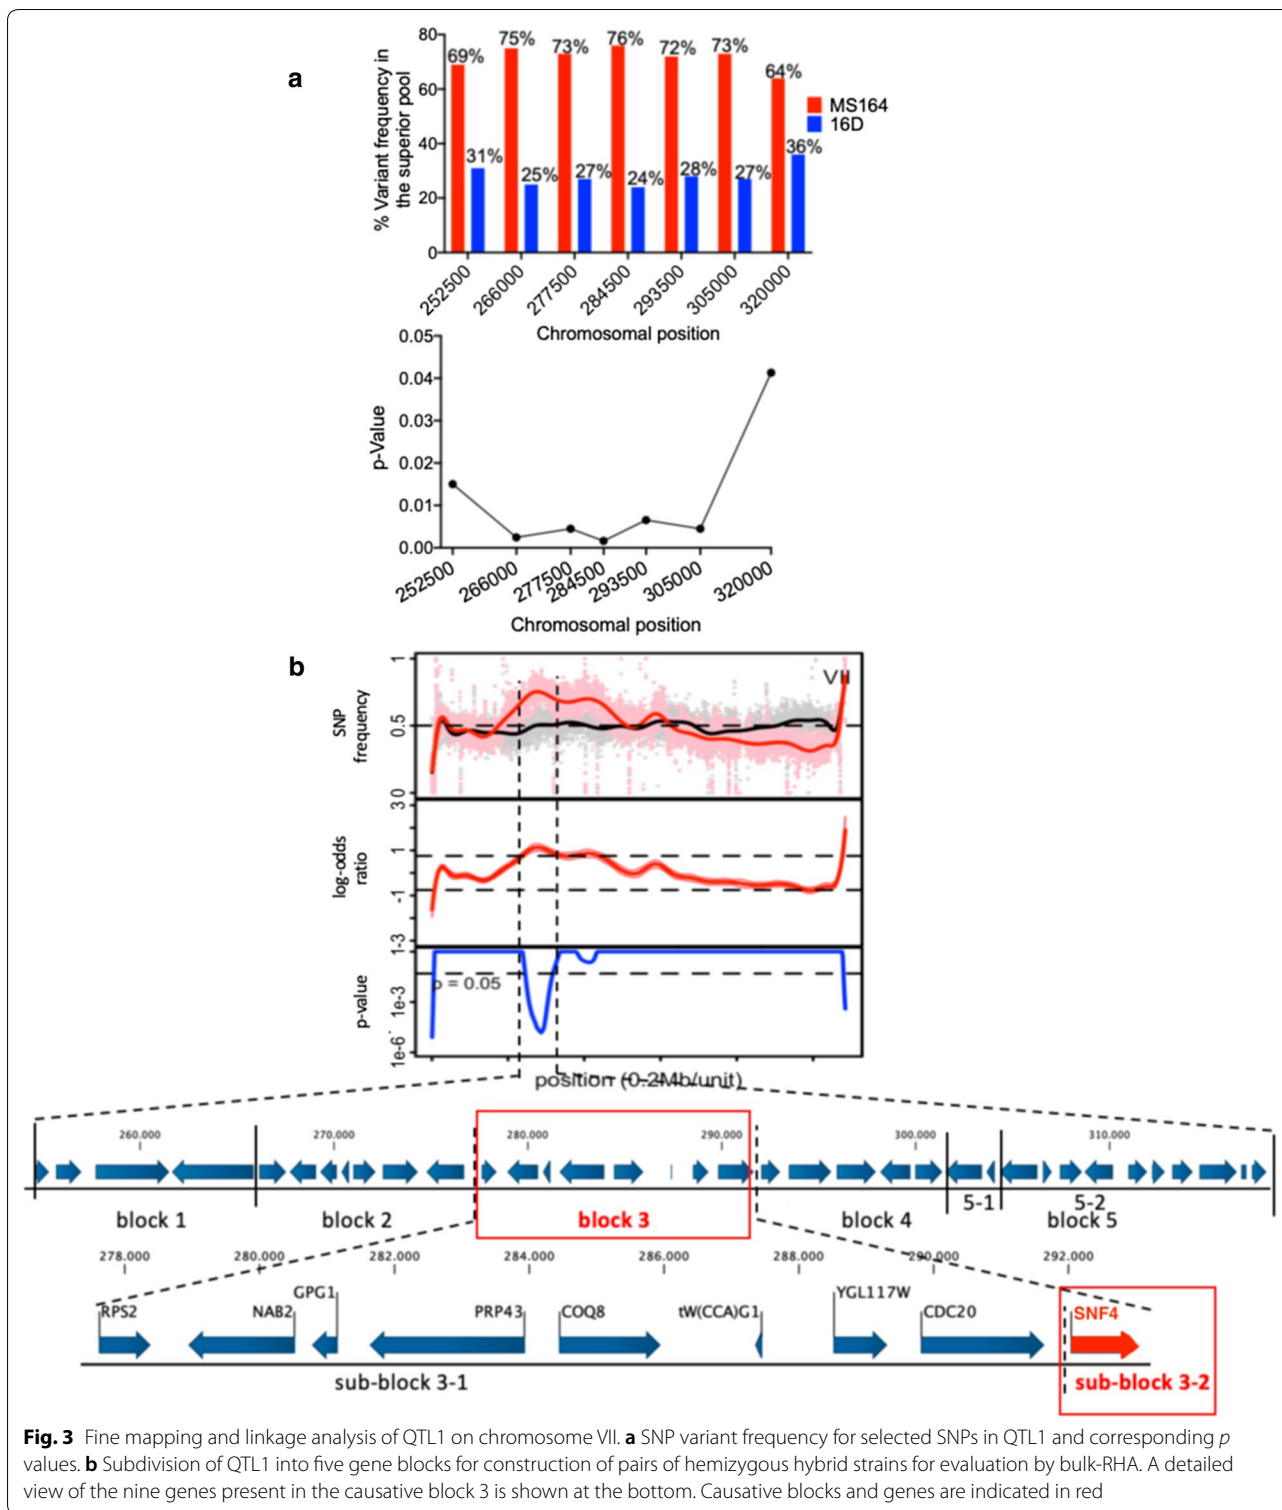 a
% Variant frequency in
the superior pool
80
60
40
20
0
69%
75%
73%
76%
72%
73%
64%
31%
25%
27%
24%
28%
27%
36%
MS164
16D
252500
266000
277500
284500
293500
305000
320000
Chromosomal position
p-Value
0.05
0.04
0.03
0.02
0.01
0.00
252500
266000
277500
284500
293500
305000
320000
Chromosomal position
b
VII
SNP
frequency
1
0.5
0
log-odds
ratio
3
1
-1
-3
p-value
1
1e-3
1e-6
p = 0.05
position (0.2Mb/unit)
260.000 270.000 280.000 290.000 300.000 310.000
5-1 5-2
block 1 block 2 block 3 block 4 block 5
278.000 280.000 282.000 284.000 286.000 288.000 290.000 292.000
RPS2 NAB2 GPG1 PRP43 COQ8 tW(CCA)G1 YGL117W CDC20 SNF4
sub-block 3-1 sub-block 3-2
Fig. 3 Fine mapping and linkage analysis of QTL1 on chromosome VII. a SNP variant frequency for selected SNPs in QTL1 and corresponding p
values. b Subdivision of QTL1 into five gene blocks for construction of pairs of hemizygous hybrid strains for evaluation by bulk-RHA. A detailed
view of the nine genes present in the causative block 3 is shown at the bottom. Causative blocks and genes are indicated in red